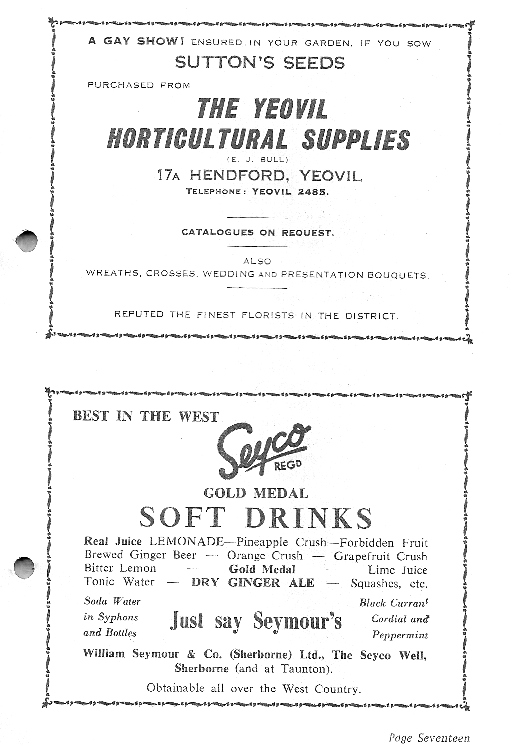 A GAY SHOW! ENSURED IN YOUR GARDEN, IF YOU SOW
SUTTON'S SEEDS
PURCHASED FROM
THE YEOVIL
HORTICULTURAL SUPPLIES
(E. J. BULL)
17A HENDFORD, YEOVIL
TELEPHONE: YEOVIL 2485.
CATALOGUES ON REQUEST.
ALSO
WREATHS, CROSSES, WEDDING AND PRESENTATION BOUQUETS.
REPUTED THE FINEST FLORISTS IN THE DISTRICT.
BEST IN THE WEST
Seyco
REGD
GOLD MEDAL
SOFT DRINKS
Real Juice LEMONADE—Pineapple Crush—Forbidden Fruit
Brewed Ginger Beer — Orange Crush — Grapefruit Crush
Bitter Lemon - Gold Medal - Lime Juice
Tonic Water — DRY GINGER ALE — Squashes, etc.
Soda Water
in Syphons
and Bottles
Just say Seymour's
Black Currant
Cordial and
Peppermint
William Seymour & Co. (Sherborne) Ltd., The Seyco Well,
Sherborne (and at Taunton).
Obtainable all over the West Country.
Page Seventeen